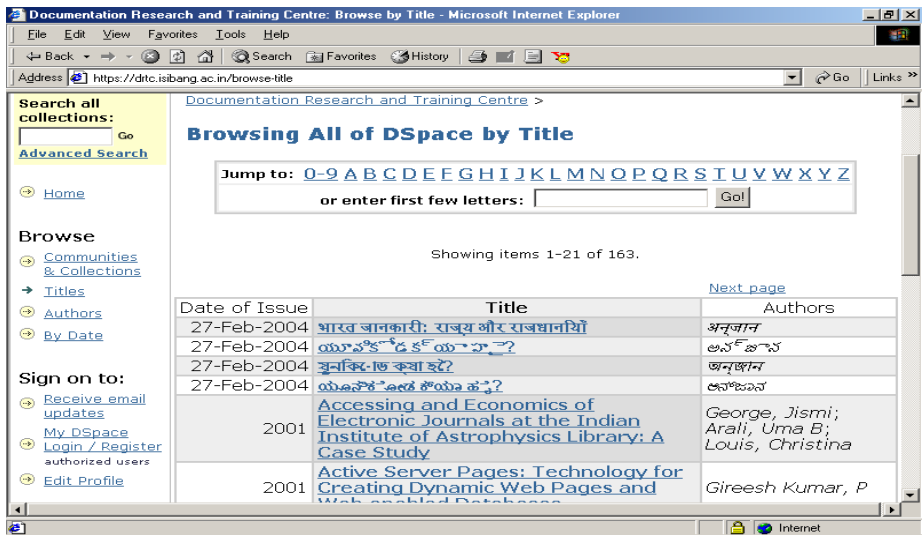 Documentation Research and Training Centre: Browse by Title - Microsoft Internet Explorer
File Edit View Favorites Tools Help
Back Search Favorites History
Address https://drtc.isibang.ac.in/browse-title Go Links »
Search all
collections:
Go
Advanced Search
Home
Browse
Communities
& Collections
Titles
Authors
By Date
Sign on to:
Receive email
updates
My DSpace
Login / Register
authorized users
Edit Profile
Documentation Research and Training Centre >
Browsing All of DSpace by Title
Jump to: 0-9 A B C D E F G H I J K L M N O P Q R S T U V W X Y Z
or enter first few letters: Go!
Showing items 1-21 of 163.
Next page
Date of Issue Title Authors
27-Feb-2004 भारत जानकारी: राज्य और राजधानियाँ
27-Feb-2004
27-Feb-2004
27-Feb-2004
2001 Accessing and Economics of
Electronic Journals at the Indian
Institute of Astrophysics Library: A
Case Study
George, Jismi;
Arali, Uma B;
Louis, Christina
2001 Active Server Pages: Technology for
Creating Dynamic Web Pages and
Web-enabled Databases
Gireesh Kumar, P
Internet